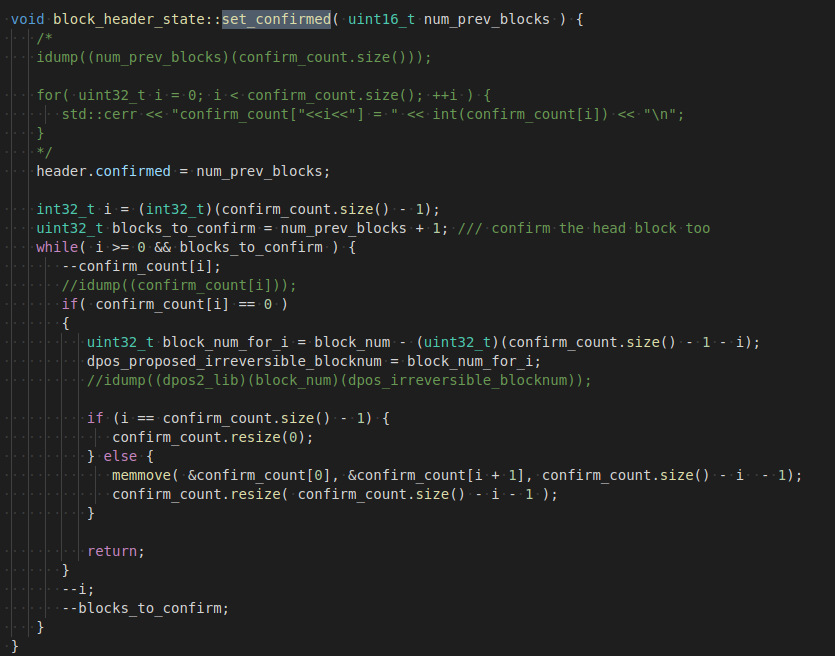 void block_header_state::set_confirmed( uint16_t num_prev_blocks ) {
/*
idump((num_prev_blocks)(confirm_count.size()));
for( uint32_t i = 0; i < confirm_count.size(); ++i ) {
std::cerr << "confirm_count["<<i<<"] = " << int(confirm_count[i]) << "\n";
}
*/
header.confirmed = num_prev_blocks;
int32_t i = (int32_t)(confirm_count.size() - 1);
uint32_t blocks_to_confirm = num_prev_blocks + 1; /// confirm the head block too
while( i >= 0 && blocks_to_confirm ) {
--confirm_count[i];
//idump((confirm_count[i]));
if( confirm_count[i] == 0 )
{
uint32_t block_num_for_i = block_num - (uint32_t)(confirm_count.size() - 1 - i);
dpos_proposed_irreversible_blocknum = block_num_for_i;
//idump((dpos2_lib)(block_num)(dpos_irreversible_blocknum));
if (i == confirm_count.size() - 1) {
confirm_count.resize(0);
} else {
memmove( &confirm_count[0], &confirm_count[i + 1], confirm_count.size() - i  - 1);
confirm_count.resize( confirm_count.size() - i - 1 );
}
return;
}
--i;
--blocks_to_confirm;
}
}